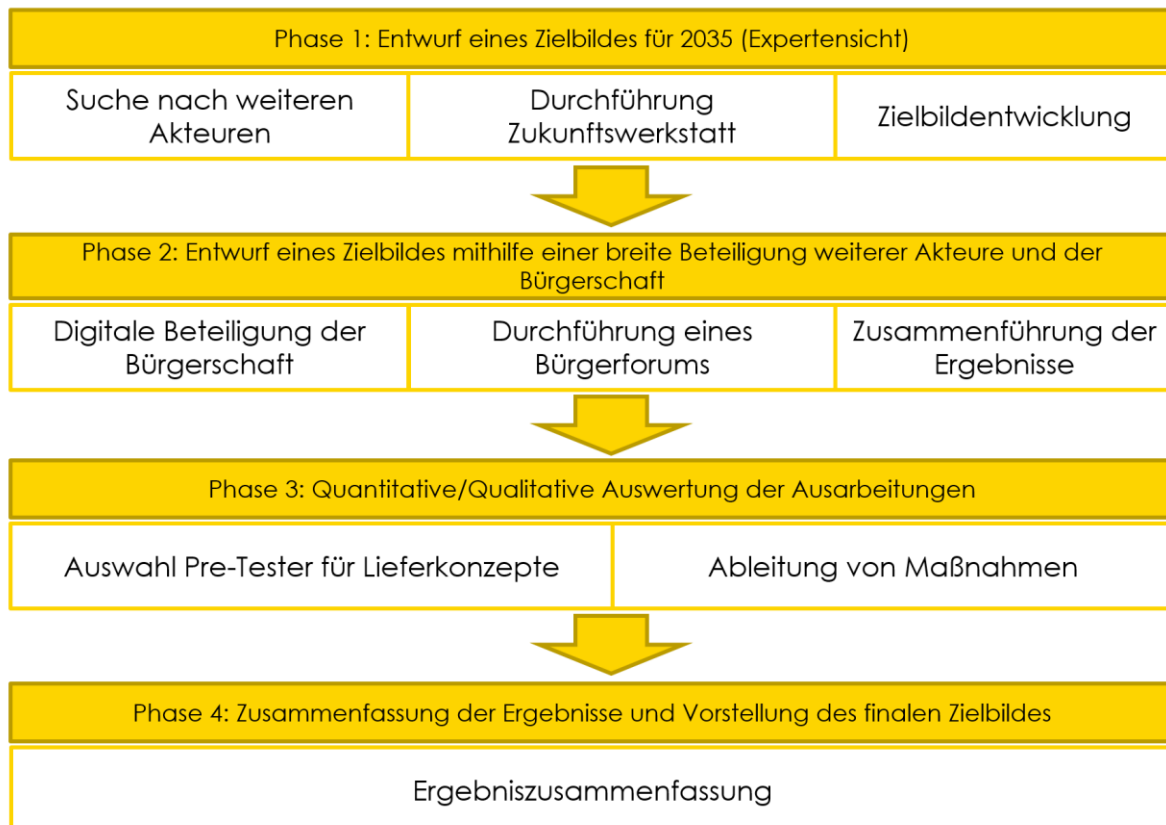 Phase 1: Entwurf eines Zielbildes für 2035 (Expertensicht)
Suche nach weiteren
Akteuren
Durchführung
Zukunftswerkstatt
Zielbildentwicklung
Phase 2: Entwurf eines Zielbildes mithilfe einer breite Beteiligung weiterer Akteure und der
Bürgerschaft
Digitale Beteiligung der
Bürgerschaft
Durchführung eines
Bürgerforums
Zusammenführung der
Ergebnisse
Phase 3: Quantitative/Qualitative Auswertung der Ausarbeitungen
Auswahl Pre-Tester für Lieferkonzepte
Ableitung von Maßnahmen
Phase 4: Zusammenfassung der Ergebnisse und Vorstellung des finalen Zielbildes
Ergebniszusammenfassung